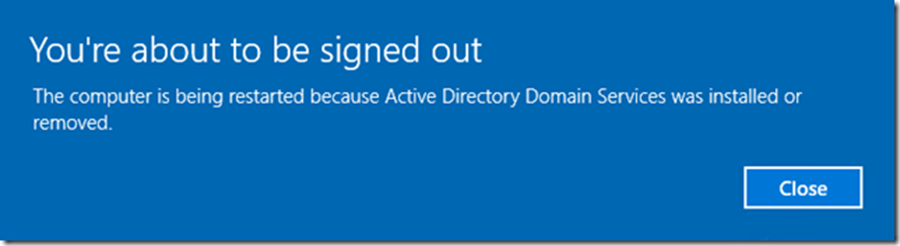 You're about to be signed out
The computer is being restarted because Active Directory Domain Services was installed or
removed.
Close